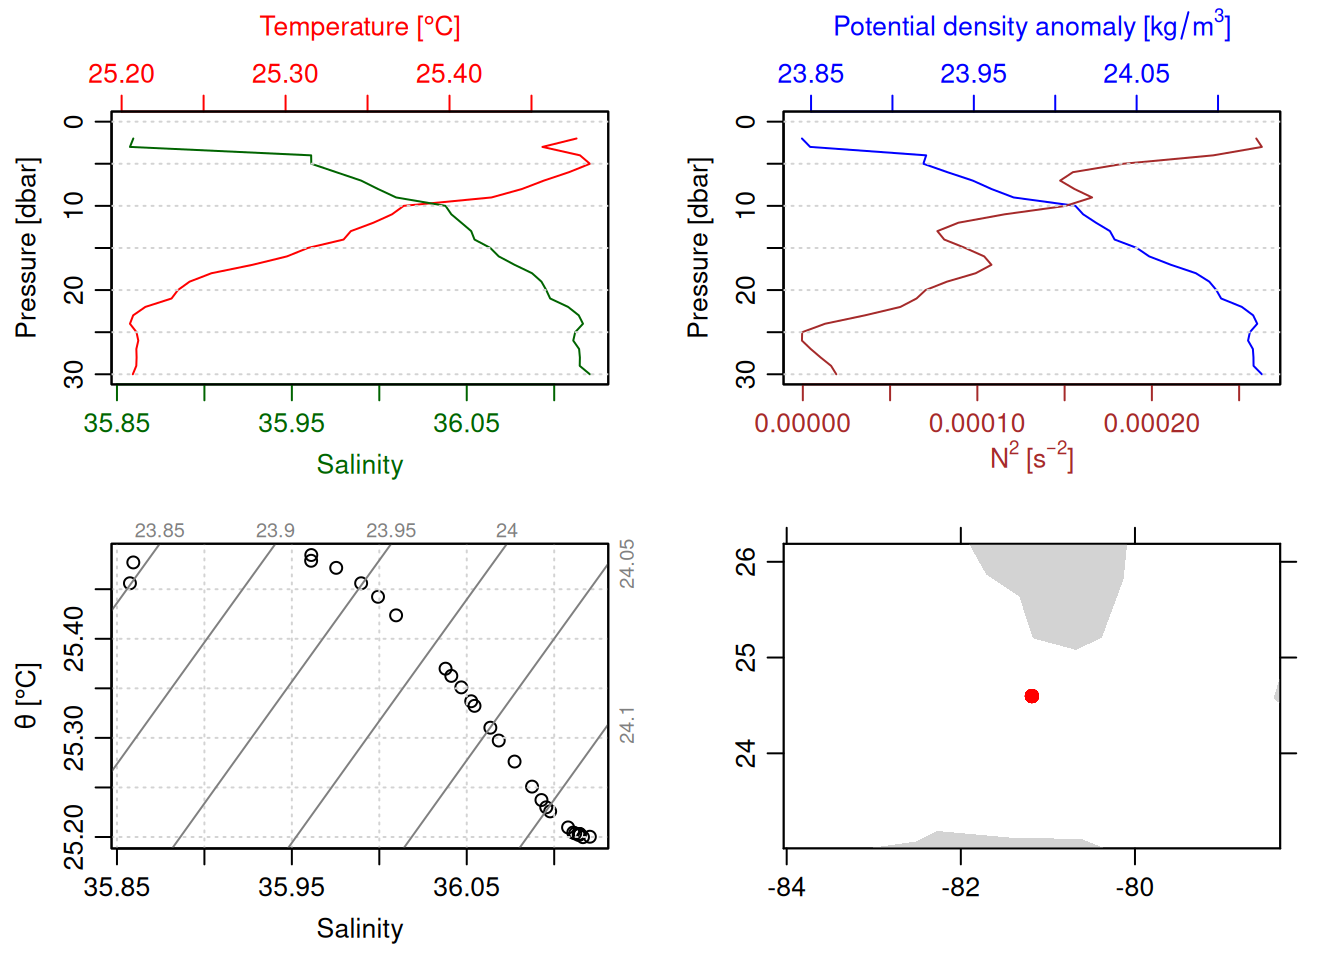 Temperature [°C]
25.20 25.30 25.40
0
10
20
30
Pressure [dbar]
35.85 35.95 36.05
Salinity
Potential density anomaly [kg/m³]
23.85 23.95 24.05
0
10
20
30
Pressure [dbar]
0.00000 0.00010 0.00020
N² [s⁻²]
23.85 23.9 23.95 24
24.05
24.1
25.40
25.30
25.20
θ [°C]
35.85 35.95 36.05
Salinity
26
25
24
-84 -82 -80